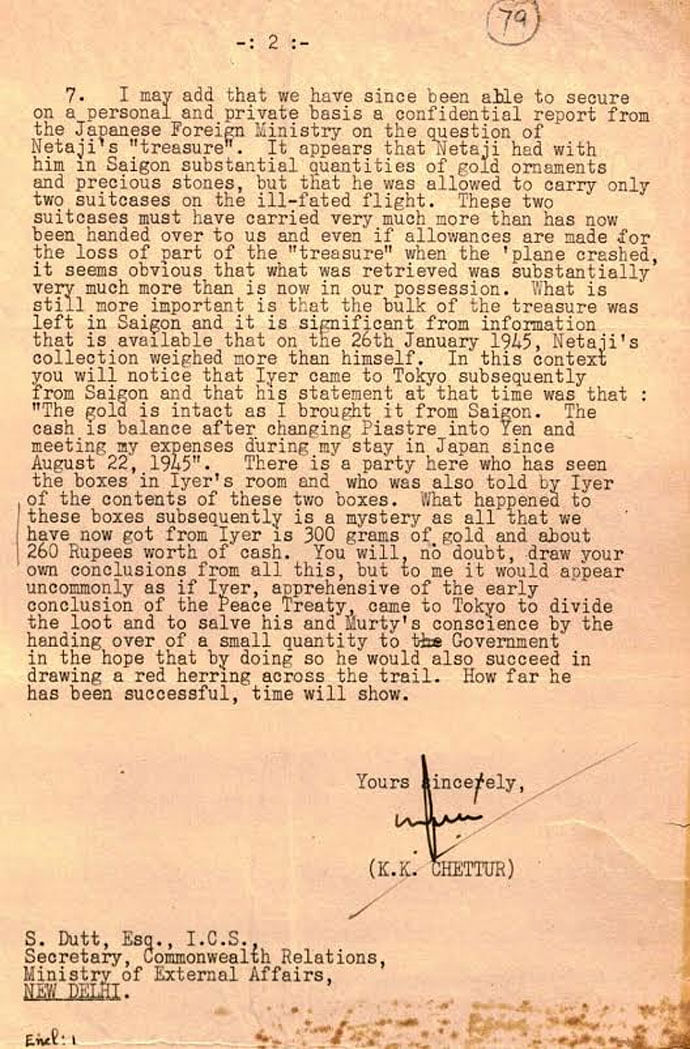 79
-: 2 :-
7. I may add that we have since been able to secure
on a personal and private basis a confidential report from
the Japanese Foreign Ministry on the question of
Netaji's "treasure". It appears that Netaji had with
him in Saigon substantial quantities of gold ornaments
and precious stones, but that he was allowed to carry only
two suitcases on the ill-fated flight. These two
suitcases must have carried very much more than has now
been handed over to us and even if allowances are made for
the loss of part of the "treasure" when the 'plane crashed,
it seems obvious that what was retrieved was substantially
very much more than is now in our possession. What is
still more important is that the bulk of the treasure was
left in Saigon and it is significant from information
that is available that on the 26th January 1945, Netaji's
collection weighed more than himself. In this context
you will notice that Iyer came to Tokyo subsequently
from Saigon and that his statement at that time was that :
"The gold is intact as I brought it from Saigon. The
cash is balance after changing Piastre into Yen and
meeting my expenses during my stay in Japan since
August 22, 1945". There is a party here who has seen
the boxes in Iyer's room and who was also told by Iyer
of the contents of these two boxes. What happened to
these boxes subsequently is a mystery as all that we
have now got from Iyer is 300 grams of gold and about
260 Rupees worth of cash. You will, no doubt, draw your
own conclusions from all this, but to me it would appear
uncommonly as if Iyer, apprehensive of the early
conclusion of the Peace Treaty, came to Tokyo to divide
the loot and to salve his and Murty's conscience by the
handing over of a small quantity to the Government
in the hope that by doing so he would also succeed in
drawing a red herring across the trail. How far he
has been successful, time will show.
Yours sincerely,
(K.K. CHETTUR)
S. Dutt, Esq., I.C.S.,
Secretary, Commonwealth Relations,
Ministry of External Affairs,
NEW DELHI.
Encl: 1